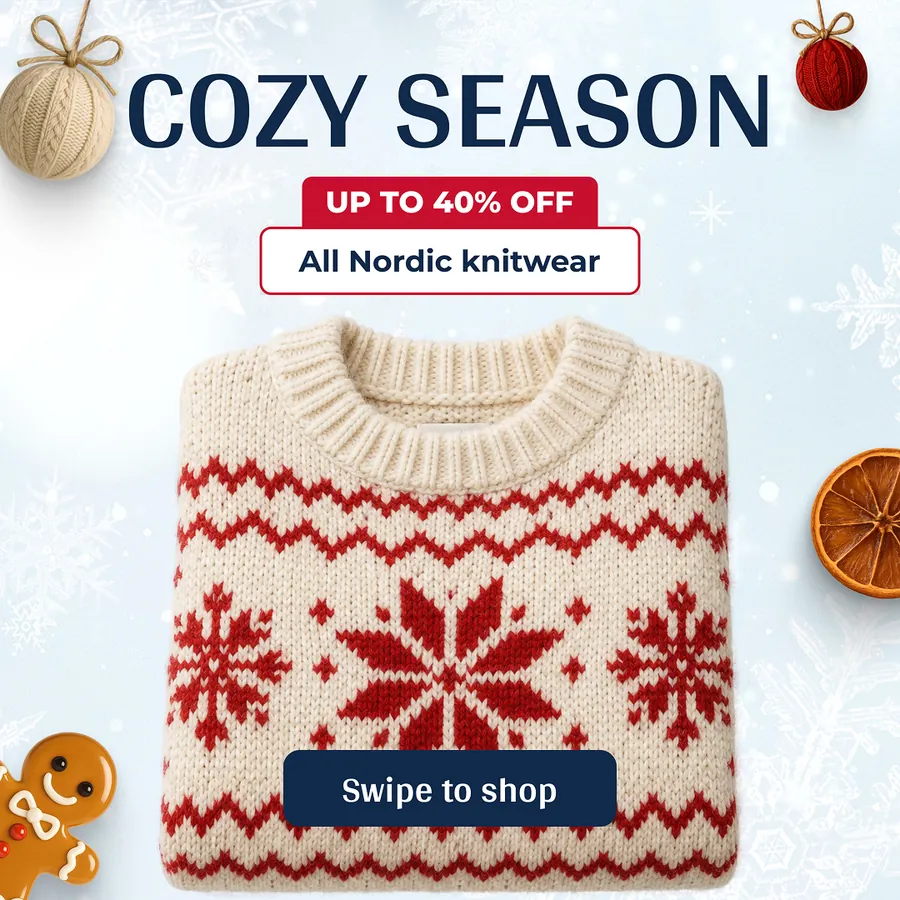 COZY SEASON
UP TO 40% OFF
All Nordic knitwear
Swipe to shop